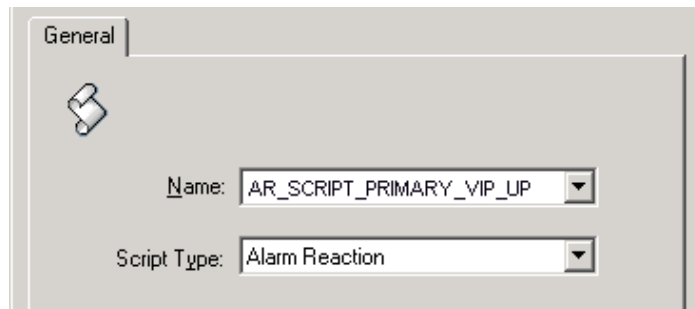 General
Name: AR_SCRIPT_PRIMARY_VIP_UP
Script Type: Alarm Reaction